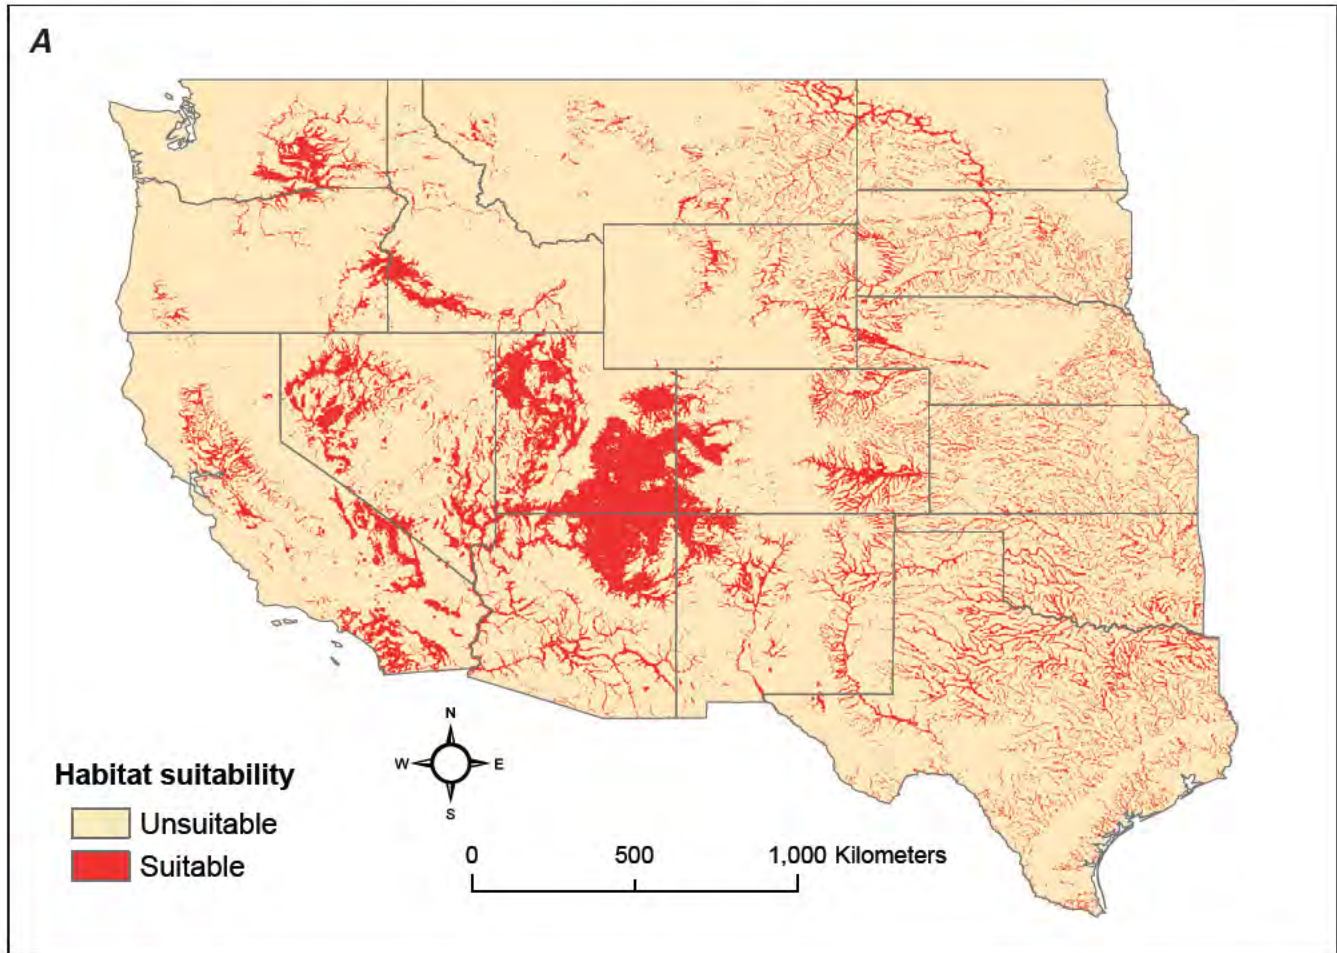 A
N
W E
S
Habitat suitability
Unsuitable
Suitable
0 500 1,000 Kilometers